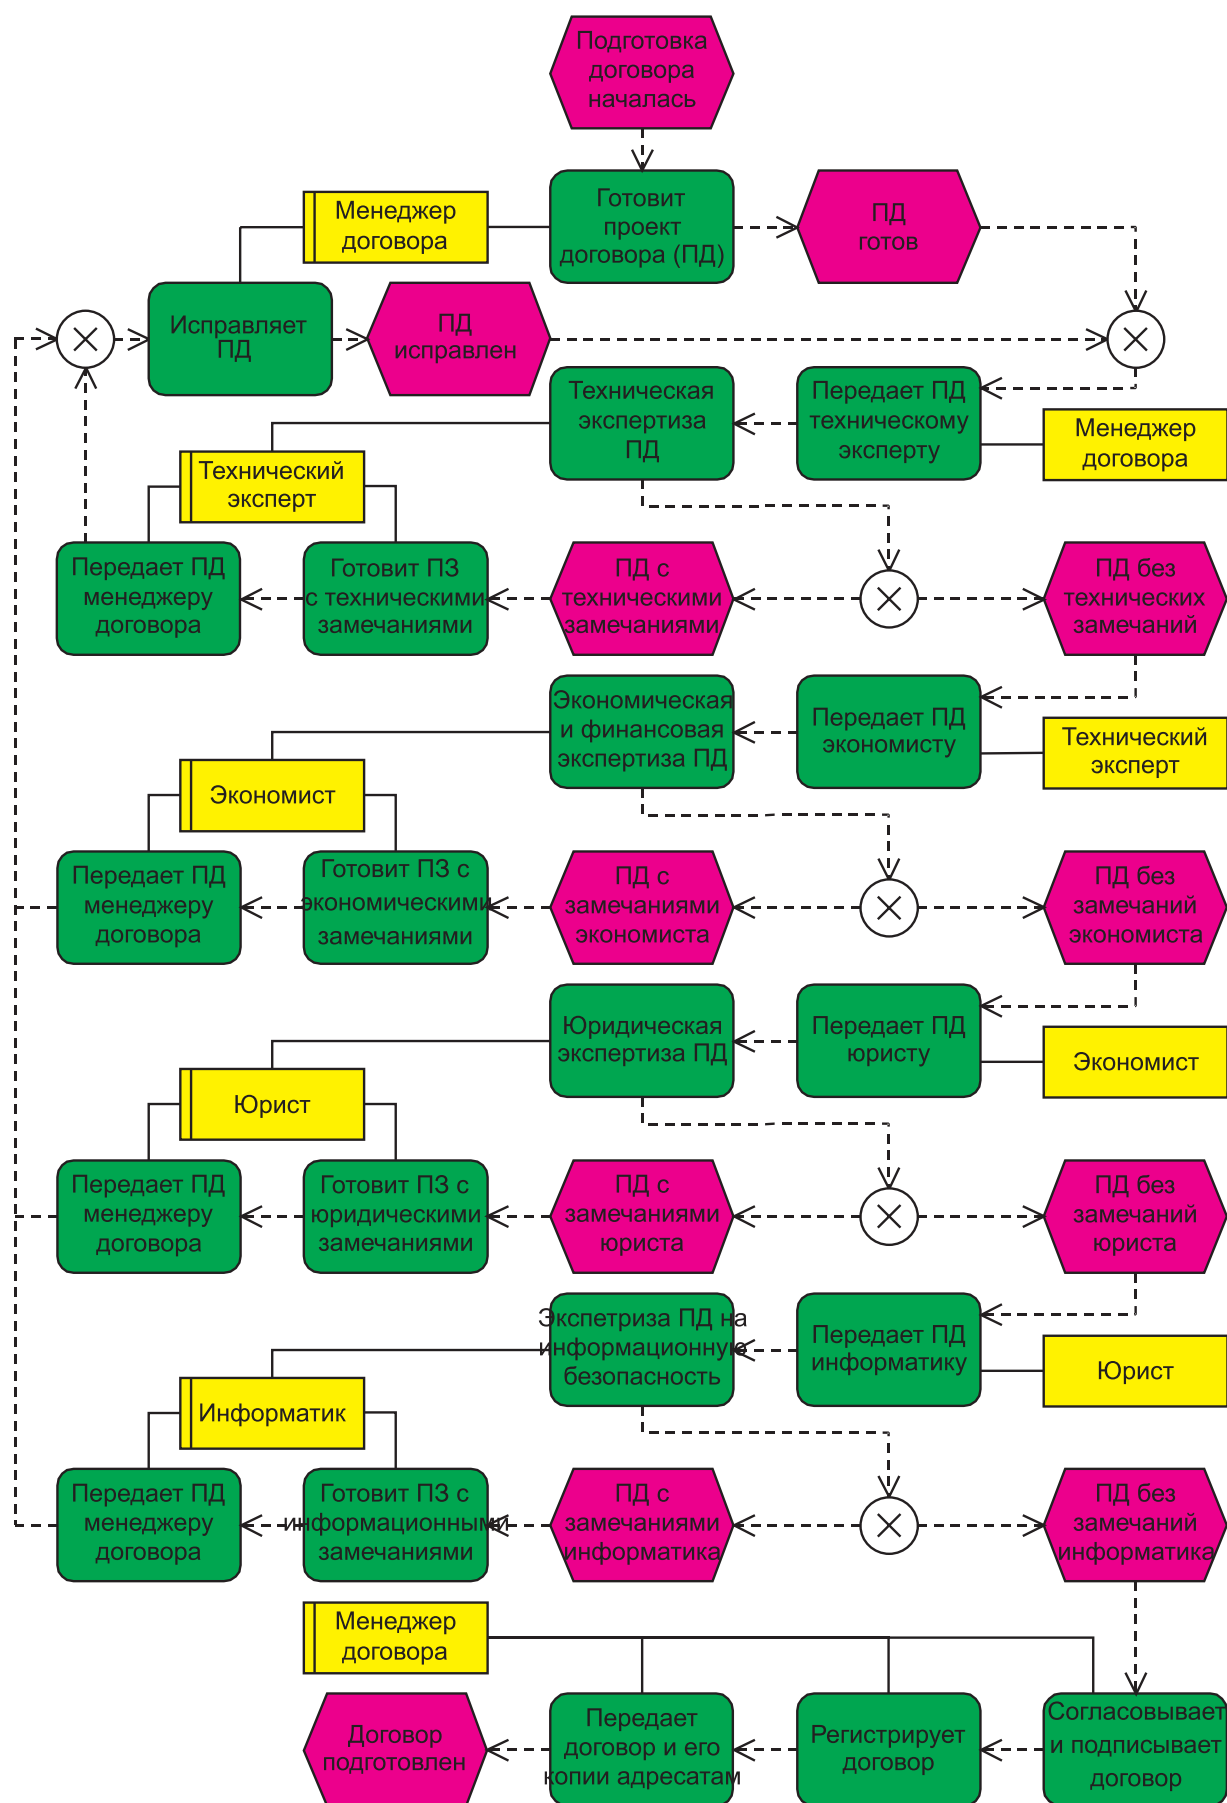 Подготовка
договора
началась
Менеджер
договора
Готовит
проект
договора (ПД)
ПД
готов
Исправляет
ПД
ПД
исправлен
Техническая
экспертиза
ПД
Передает ПД
техническому
эксперту
Менеджер
договора
Технический
эксперт
Передает ПД
менеджеру
договора
Готовит ПЗ
с техническими
замечаниями
ПД с
техническими
замечаниями
ПД без
технических
замечаний
Экономическая
и финансовая
экспертиза ПД
Передает ПД
экономисту
Технический
эксперт
Экономист
Передает ПД
менеджеру
договора
Готовит ПЗ с
экономическими
замечаниями
ПД с
замечаниями
экономиста
ПД без
замечаний
экономиста
Юридическая
экспертиза ПД
Передает ПД
юристу
Экономист
Юрист
Передает ПД
менеджеру
договора
Готовит ПЗ с
юридическими
замечаниями
ПД с
замечаниями
юриста
ПД без
замечаний
юриста
Экспетриза ПД на
информационную
безопасность
Передает ПД
информатику
Юрист
Информатик
Передает ПД
менеджеру
договора
Готовит ПЗ с
информационными
замечаниями
ПД с
замечаниями
информатика
ПД без
замечаний
информатика
Менеджер
договора
Договор
подготовлен
Передает
договор и его
копии адресатам
Регистрирует
договор
Согласовывает
и подписывает
договор